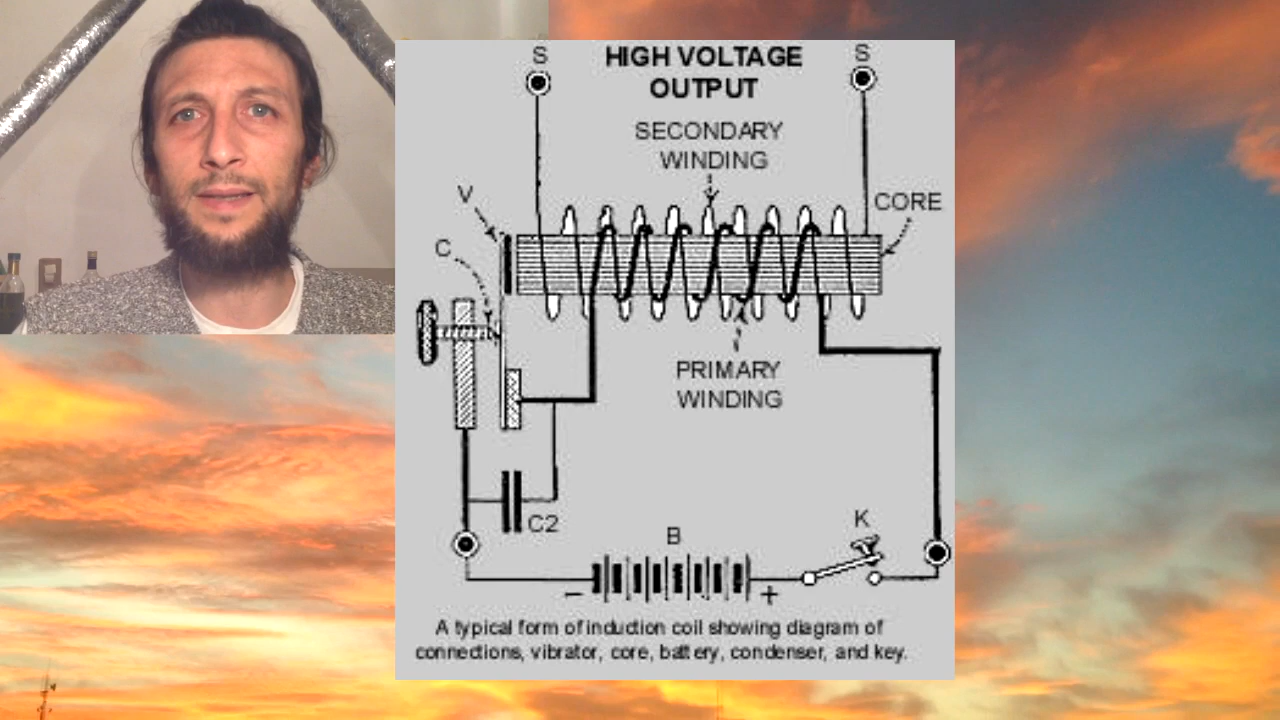 S
HIGH VOLTAGE
OUTPUT
S
SECONDARY
WINDING
V
CORE
C
PRIMARY
WINDING
C2
B
K
− +
A typical form of induction coil showing diagram of
connections, vibrator, core, battery, condenser, and key.